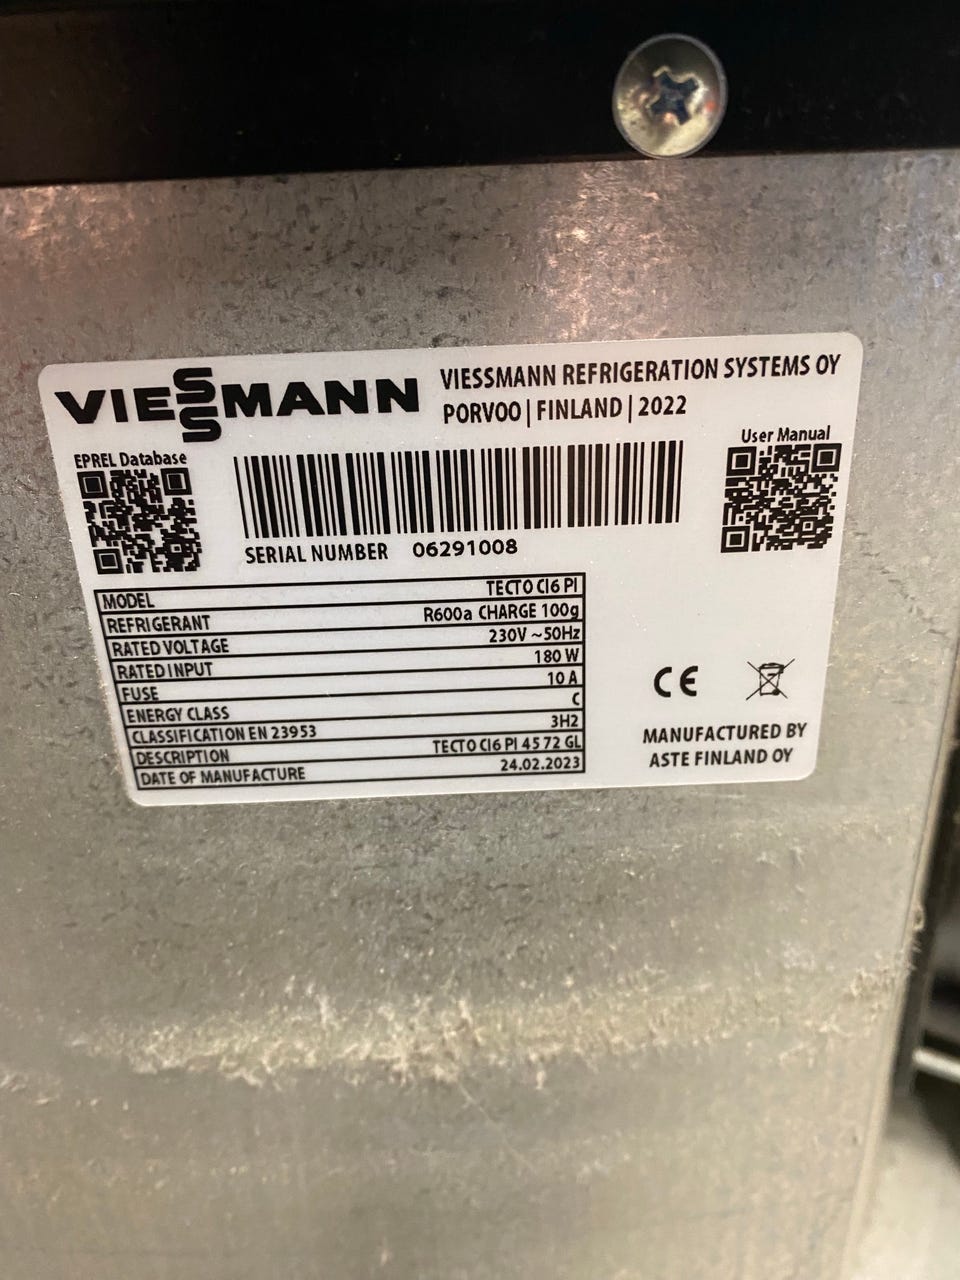 VIESSMANN
VIESSMANN REFRIGERATION SYSTEMS OY
PORVOO | FINLAND | 2022
EPREL Database
User Manual
SERIAL NUMBER 06291008
MODEL TECTO CI6 PI
REFRIGERANT R600a CHARGE 100g
RATED VOLTAGE 230V ~50Hz
RATED INPUT 180 W
FUSE 10 A
ENERGY CLASS C
CLASSIFICATION EN 23953 3H2
DESCRIPTION TECTO CI6 PI 45 72 GL
DATE OF MANUFACTURE 24.02.2023
CE
MANUFACTURED BY
ASTE FINLAND OY